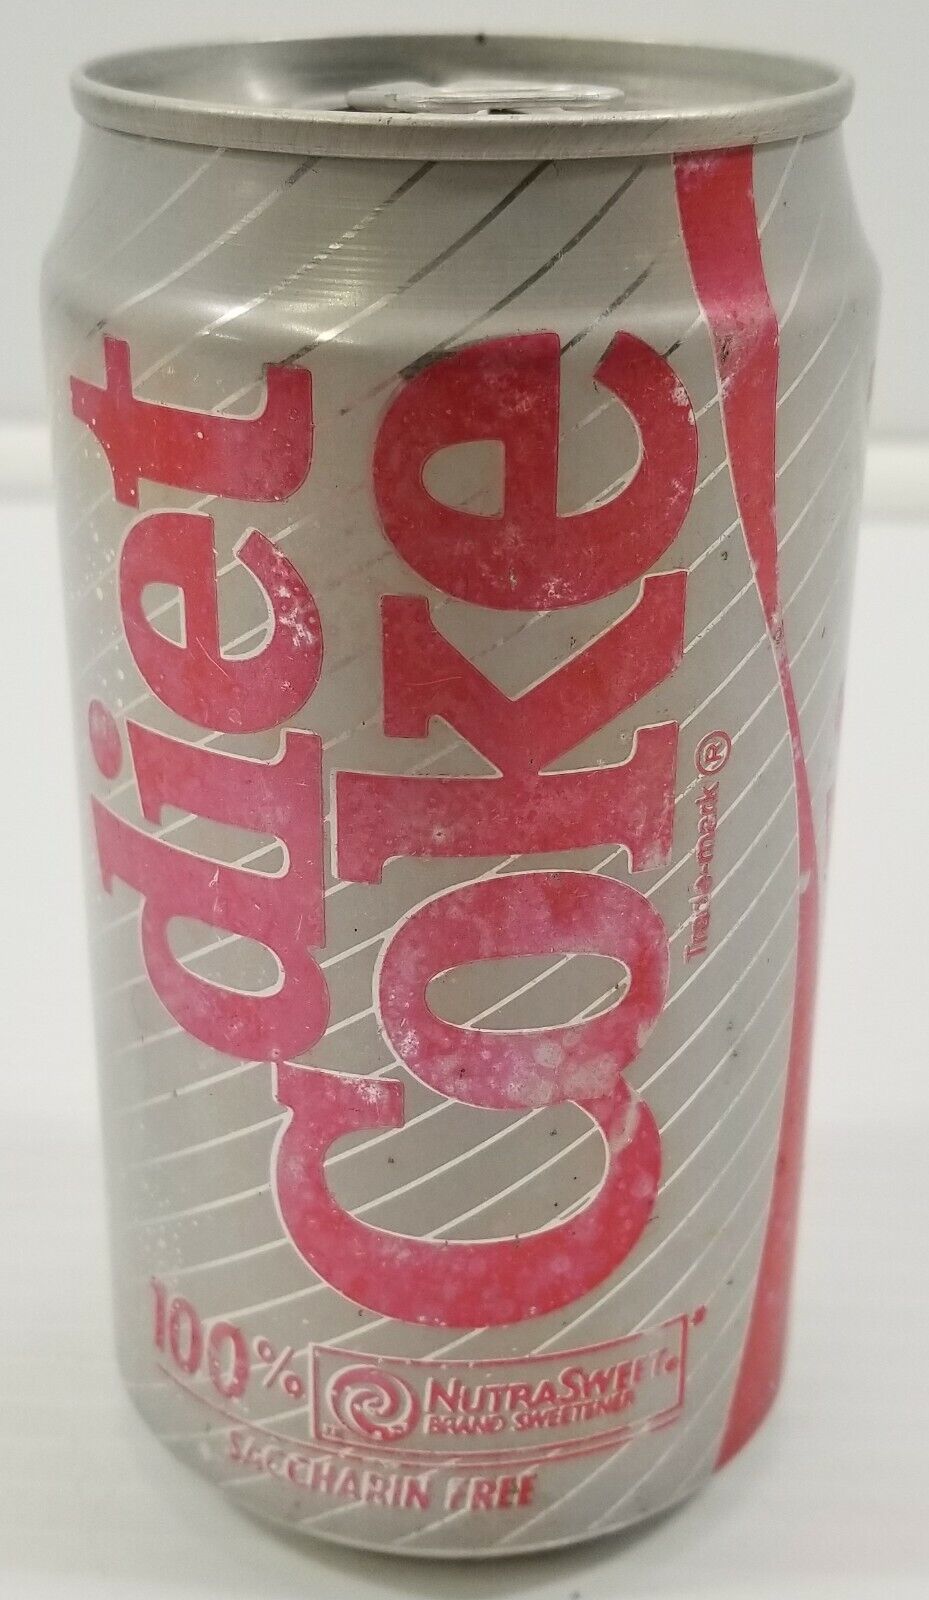 diet
Coke
Trade-mark ®
100% NUTRASWEET®*
BRAND SWEETENER
SACCHARIN FREE